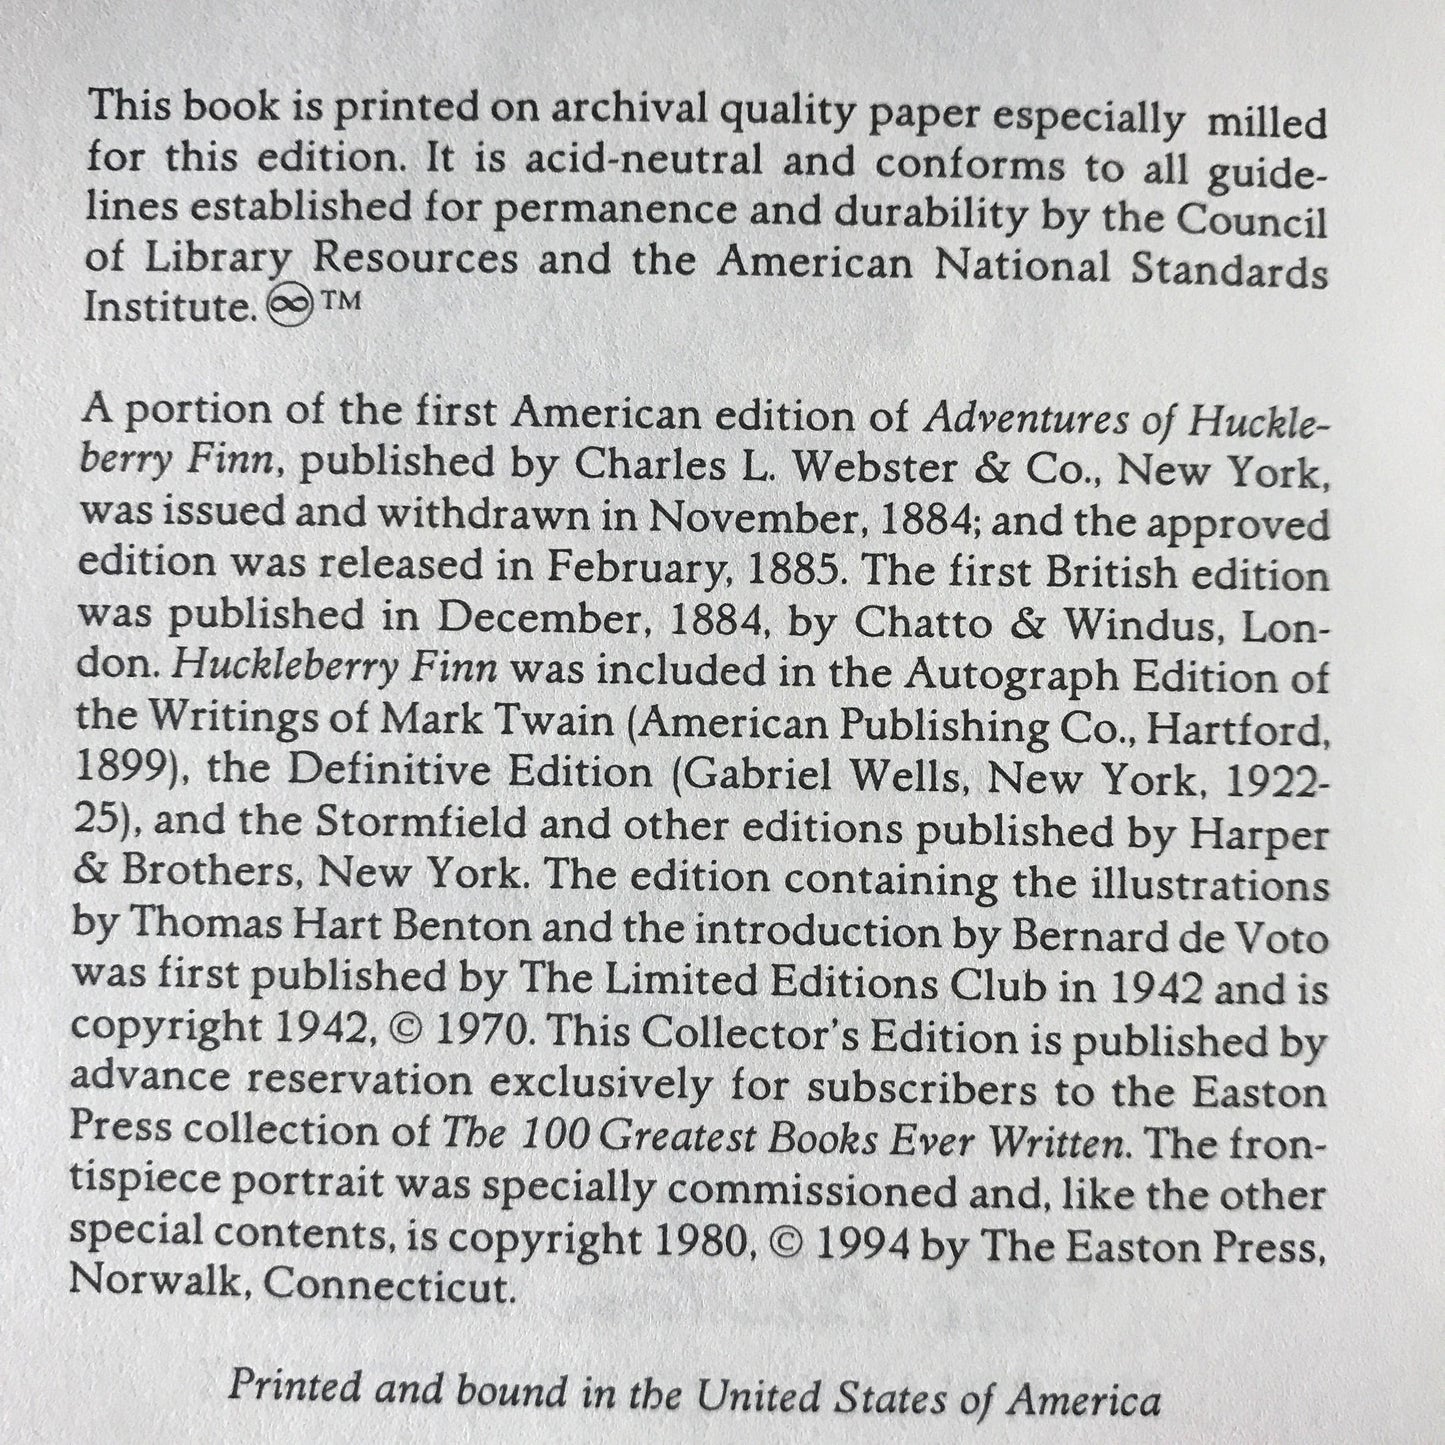 This book is printed on archival quality paper especially milled
for this edition. It is acid-neutral and conforms to all guide-
lines established for permanence and durability by the Council
of Library Resources and the American National Standards
Institute. ♾ ™
A portion of the first American edition of Adventures of Huckle-
berry Finn, published by Charles L. Webster & Co., New York,
was issued and withdrawn in November, 1884; and the approved
edition was released in February, 1885. The first British edition
was published in December, 1884, by Chatto & Windus, Lon-
don. Huckleberry Finn was included in the Autograph Edition of
the Writings of Mark Twain (American Publishing Co., Hartford,
1899), the Definitive Edition (Gabriel Wells, New York, 1922-
25), and the Stormfield and other editions published by Harper
& Brothers, New York. The edition containing the illustrations
by Thomas Hart Benton and the introduction by Bernard de Voto
was first published by The Limited Editions Club in 1942 and is
copyright 1942, © 1970. This Collector's Edition is published by
advance reservation exclusively for subscribers to the Easton
Press collection of The 100 Greatest Books Ever Written. The fron-
tispiece portrait was specially commissioned and, like the other
special contents, is copyright 1980, © 1994 by The Easton Press,
Norwalk, Connecticut.
Printed and bound in the United States of America